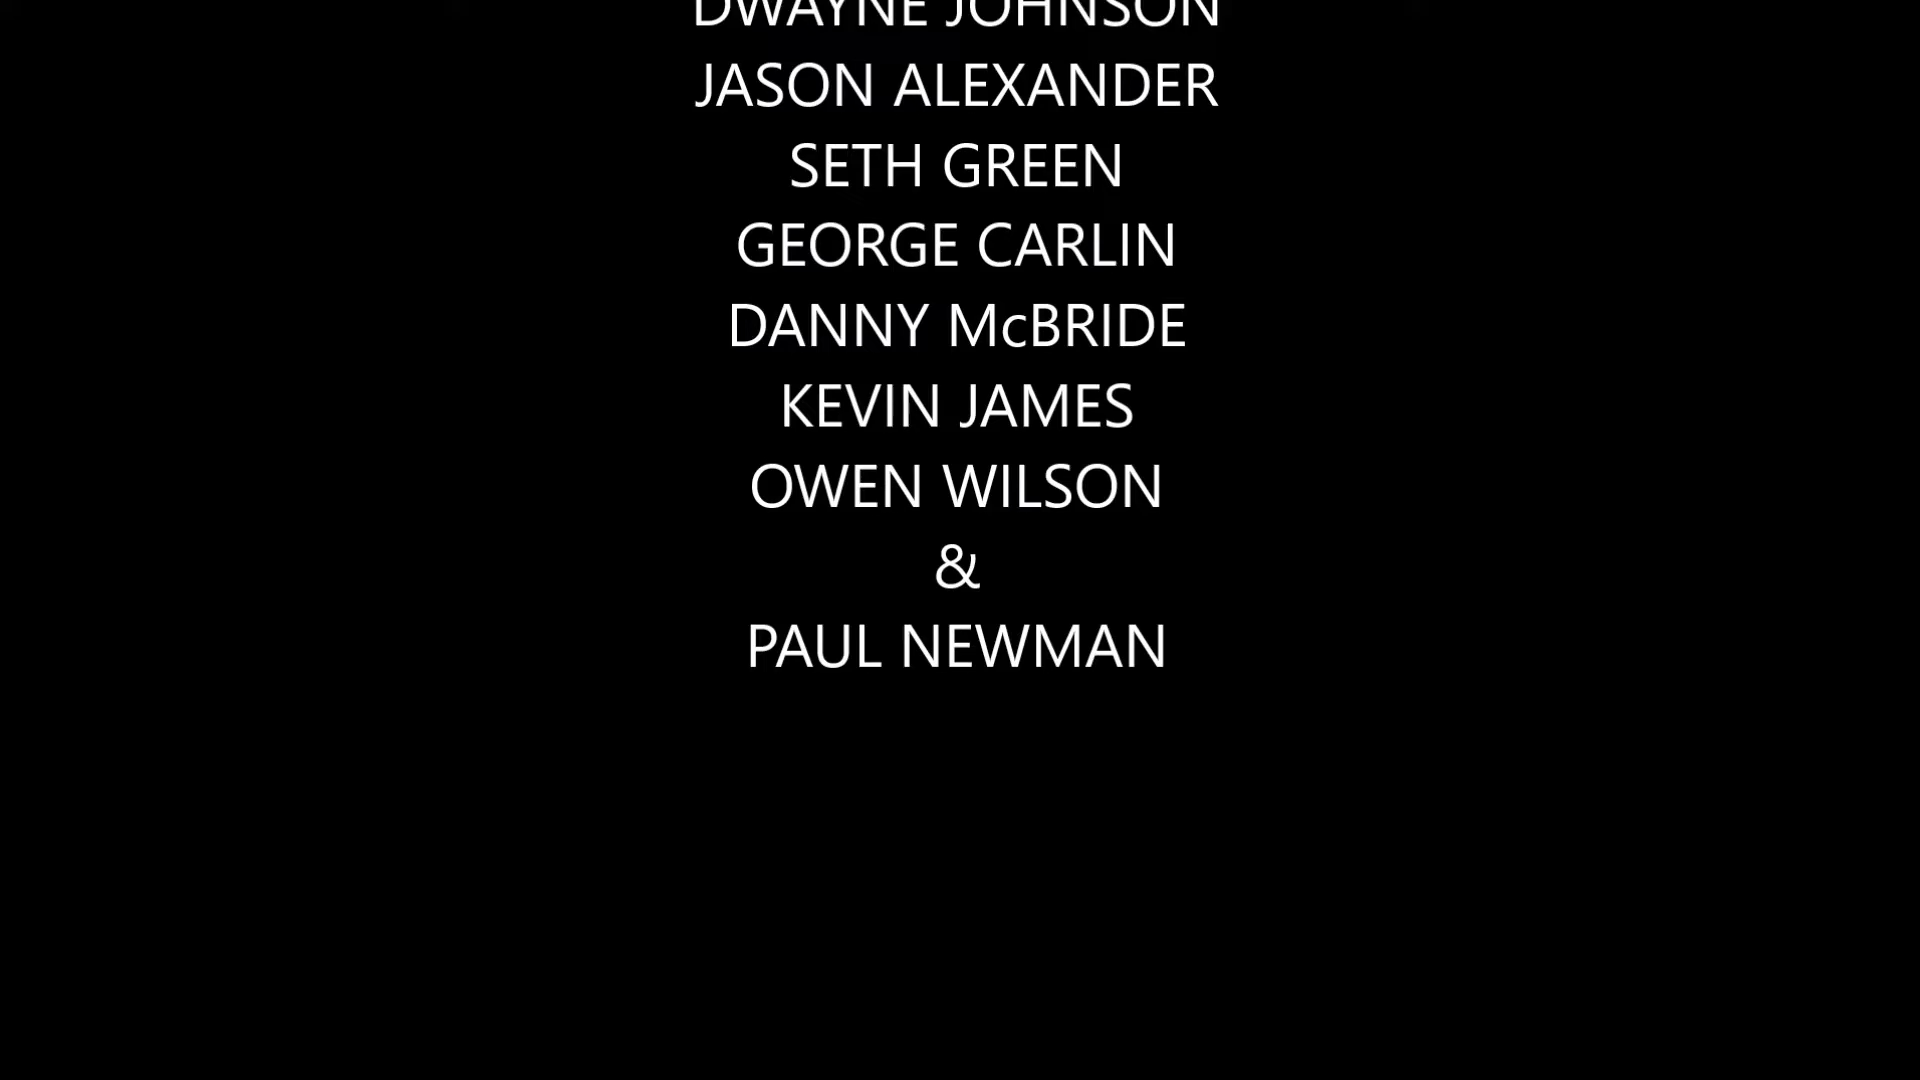 DWAYNE JOHNSON
JASON ALEXANDER
SETH GREEN
GEORGE CARLIN
DANNY McBRIDE
KEVIN JAMES
OWEN WILSON
&
PAUL NEWMAN